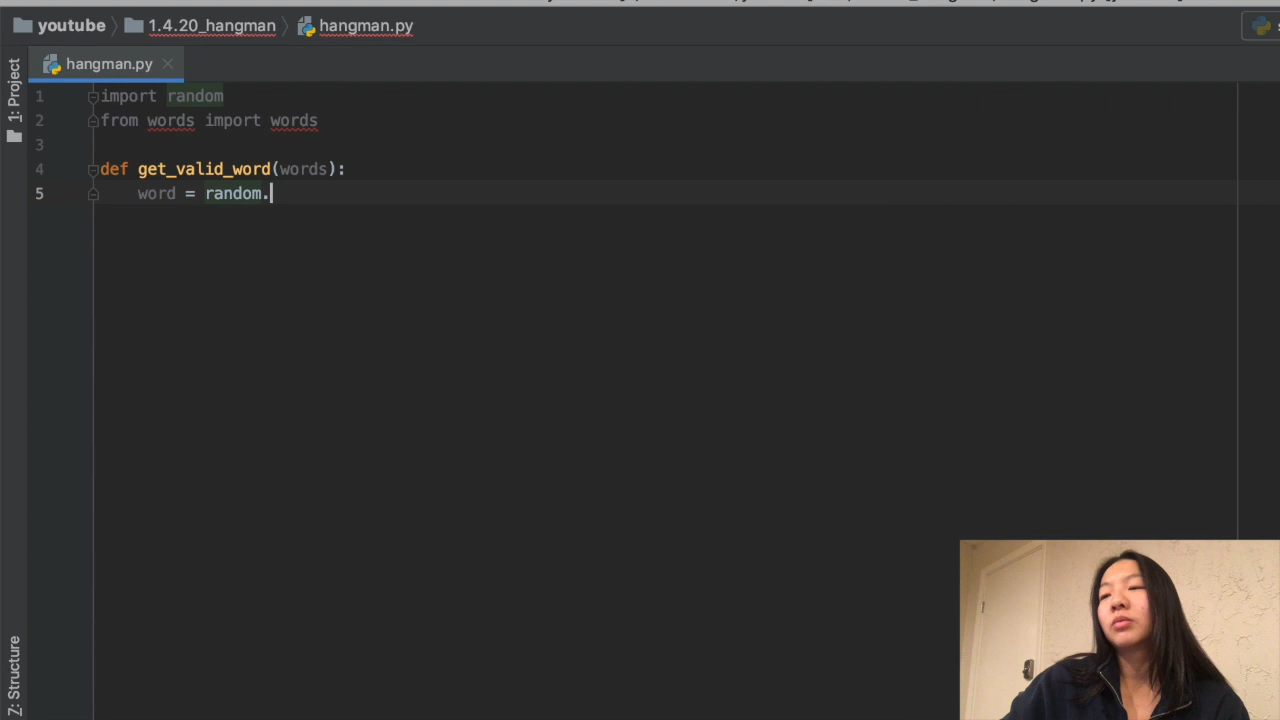 youtube 1.4.20_hangman hangman.py
hangman.py
1: Project
1 import random
2 from words import words
3
4 def get_valid_word(words):
5     word = random.
Z: Structure